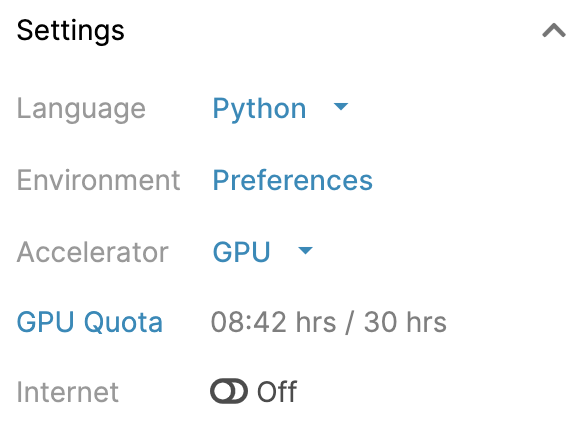 Settings
Language Python
Environment Preferences
Accelerator GPU
GPU Quota 08:42 hrs / 30 hrs
Internet Off